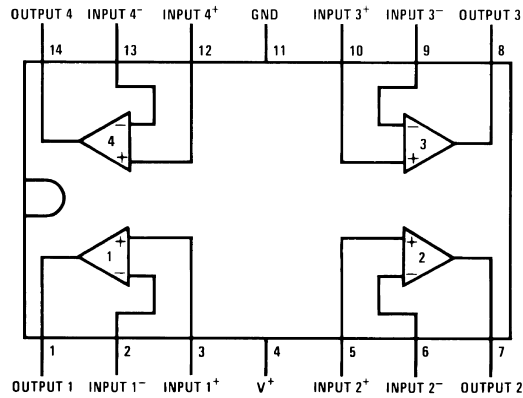 OUTPUT 4 INPUT 4⁻ INPUT 4⁺ GND INPUT 3⁺ INPUT 3⁻ OUTPUT 3
14 13 12 11 10 9 8
− −
4 3
+ +
+ +
1 2
− −
1 2 3 4 5 6 7
OUTPUT 1 INPUT 1⁻ INPUT 1⁺ V⁺ INPUT 2⁺ INPUT 2⁻ OUTPUT 2